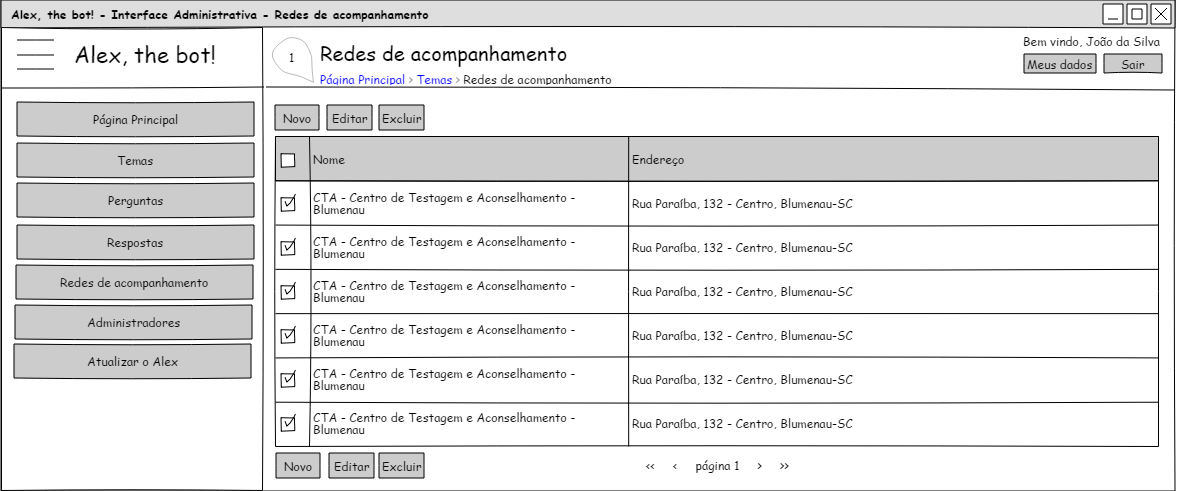 Alex, the bot! - Interface Administrativa - Redes de acompanhamento
Alex, the bot!
1
Redes de acompanhamento
Página Principal > Temas > Redes de acompanhamento
Bem vindo, João da Silva
Meus dados
Sair
Página Principal
Temas
Perguntas
Respostas
Redes de acompanhamento
Administradores
Atualizar o Alex
Novo
Editar
Excluir
Nome
Endereço
CTA - Centro de Testagem e Aconselhamento -
Blumenau
Rua Paraíba, 132 - Centro, Blumenau-SC
CTA - Centro de Testagem e Aconselhamento -
Blumenau
Rua Paraíba, 132 - Centro, Blumenau-SC
CTA - Centro de Testagem e Aconselhamento -
Blumenau
Rua Paraíba, 132 - Centro, Blumenau-SC
CTA - Centro de Testagem e Aconselhamento -
Blumenau
Rua Paraíba, 132 - Centro, Blumenau-SC
CTA - Centro de Testagem e Aconselhamento -
Blumenau
Rua Paraíba, 132 - Centro, Blumenau-SC
CTA - Centro de Testagem e Aconselhamento -
Blumenau
Rua Paraíba, 132 - Centro, Blumenau-SC
Novo
Editar
Excluir
<< < página 1 > >>